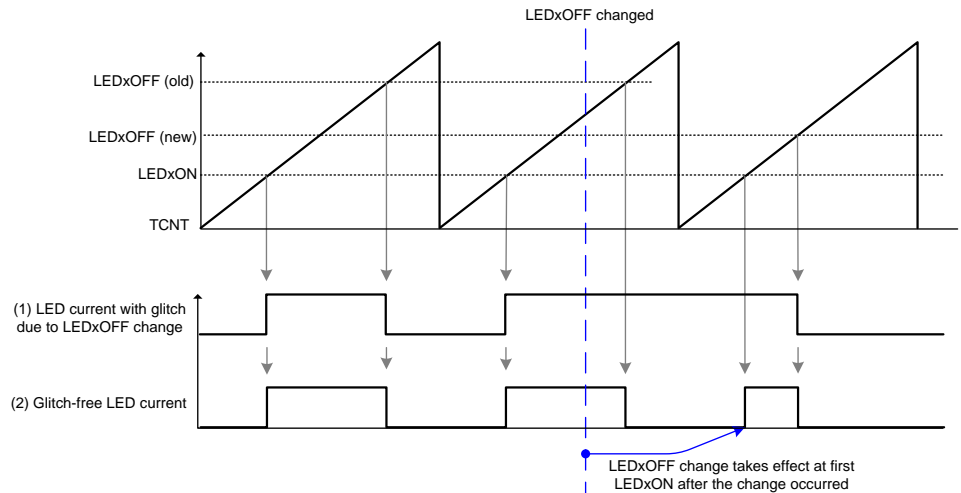 LEDxOFF changed
LEDxOFF (old)
LEDxOFF (new)
LEDxON
TCNT
(1) LED current with glitch
due to LEDxOFF change
(2) Glitch-free LED current
LEDxOFF change takes effect at first
LEDxON after the change occurred